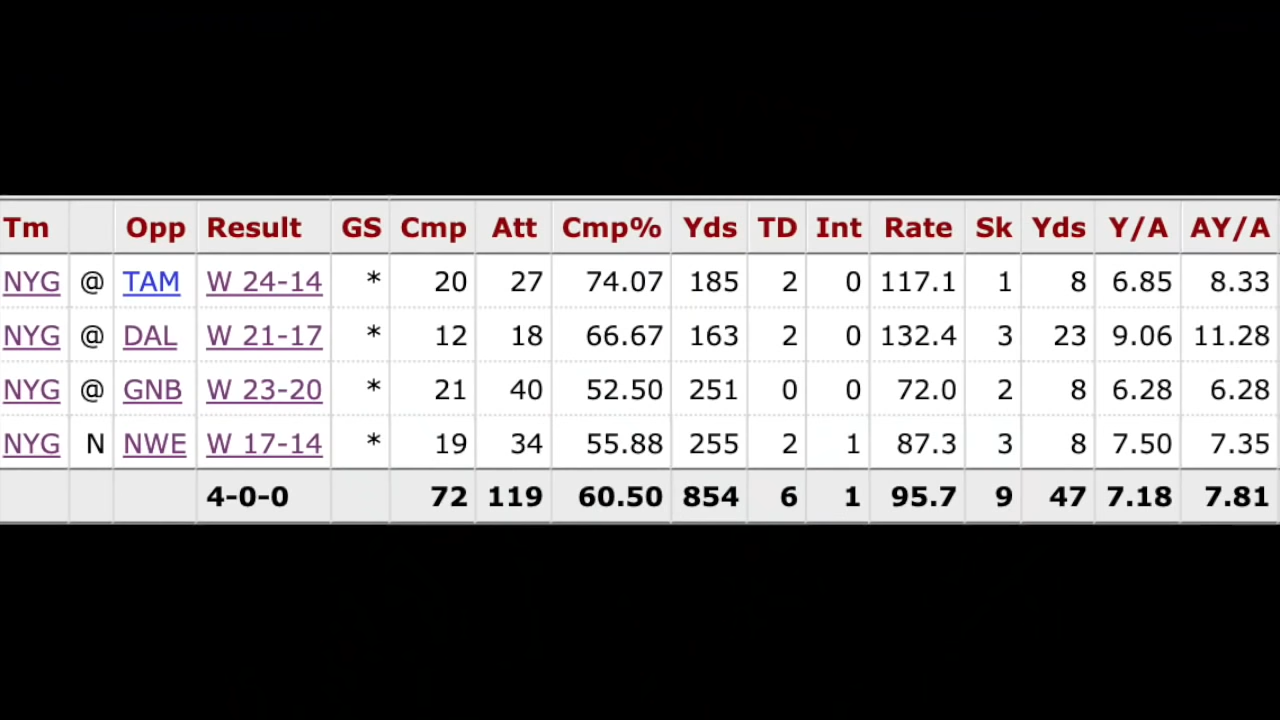 Tm Opp Result GS Cmp Att Cmp% Yds TD Int Rate Sk Yds Y/A AY/A
NYG @ TAM W 24-14 * 20 27 74.07 185 2 0 117.1 1 8 6.85 8.33
NYG @ DAL W 21-17 * 12 18 66.67 163 2 0 132.4 3 23 9.06 11.28
NYG @ GNB W 23-20 * 21 40 52.50 251 0 0 72.0 2 8 6.28 6.28
NYG N NWE W 17-14 * 19 34 55.88 255 2 1 87.3 3 8 7.50 7.35
4-0-0 72 119 60.50 854 6 1 95.7 9 47 7.18 7.81